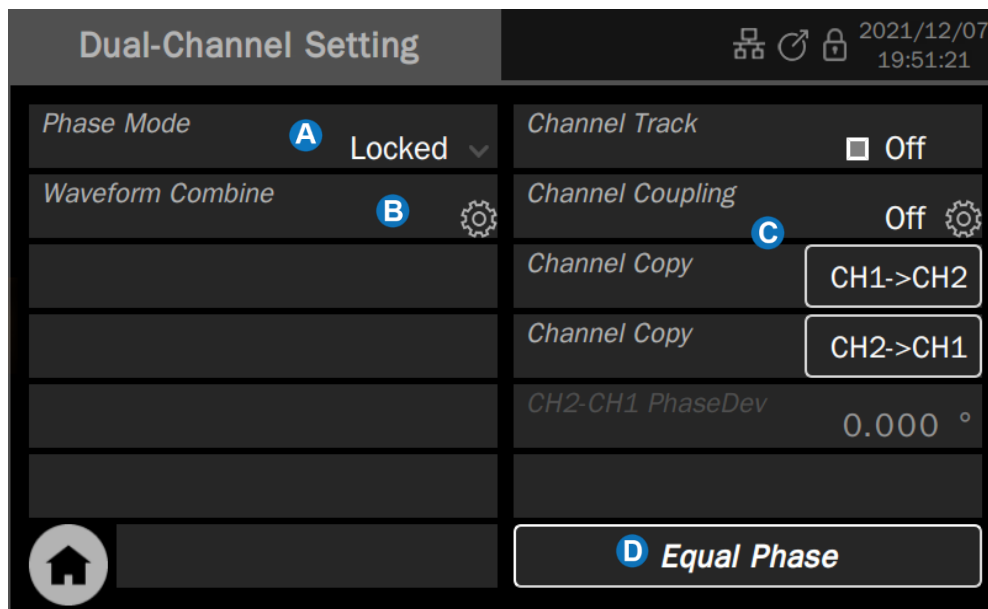 Dual-Channel Setting
2021/12/07
19:51:21
Phase Mode
A
Locked
Channel Track
Off
Waveform Combine
B
Channel Coupling
C
Off
Channel Copy
CH1->CH2
Channel Copy
CH2->CH1
CH2-CH1 PhaseDev
0.000 °
D
Equal Phase